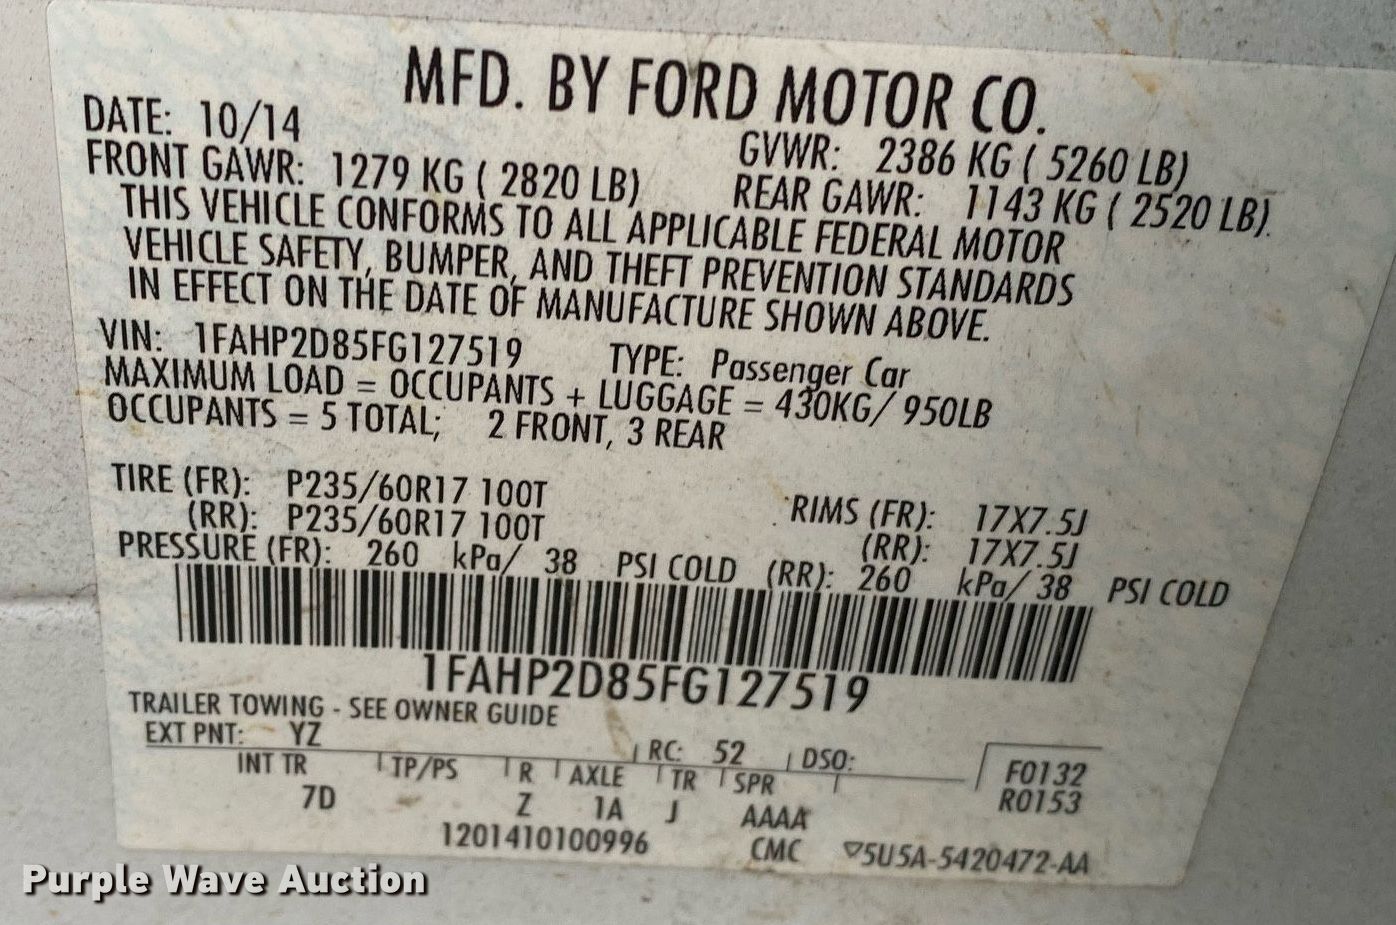 MFD. BY FORD MOTOR CO.
DATE: 10/14 GVWR: 2386 KG ( 5260 LB)
FRONT GAWR: 1279 KG ( 2820 LB) REAR GAWR: 1143 KG ( 2520 LB).
THIS VEHICLE CONFORMS TO ALL APPLICABLE FEDERAL MOTOR
VEHICLE SAFETY, BUMPER, AND THEFT PREVENTION STANDARDS
IN EFFECT ON THE DATE OF MANUFACTURE SHOWN ABOVE.
VIN: 1FAHP2D85FG127519 TYPE: Passenger Car
MAXIMUM LOAD = OCCUPANTS + LUGGAGE = 430KG/ 950LB
OCCUPANTS = 5 TOTAL; 2 FRONT, 3 REAR
TIRE (FR): P235/60R17 100T RIMS (FR): 17X7.5J
(RR): P235/60R17 100T (RR): 17X7.5J
PRESSURE (FR): 260 kPa/ 38 PSI COLD (RR): 260 kPa/ 38 PSI COLD
1FAHP2D85FG127519
TRAILER TOWING - SEE OWNER GUIDE
EXT PNT: YZ RC: 52 DSO: F0132
INT TR TP/PS R AXLE TR SPR R0153
7D Z 1A J AAAA
1201410100996 CMC ▽5U5A-5420472-AA
Purple Wave Auction